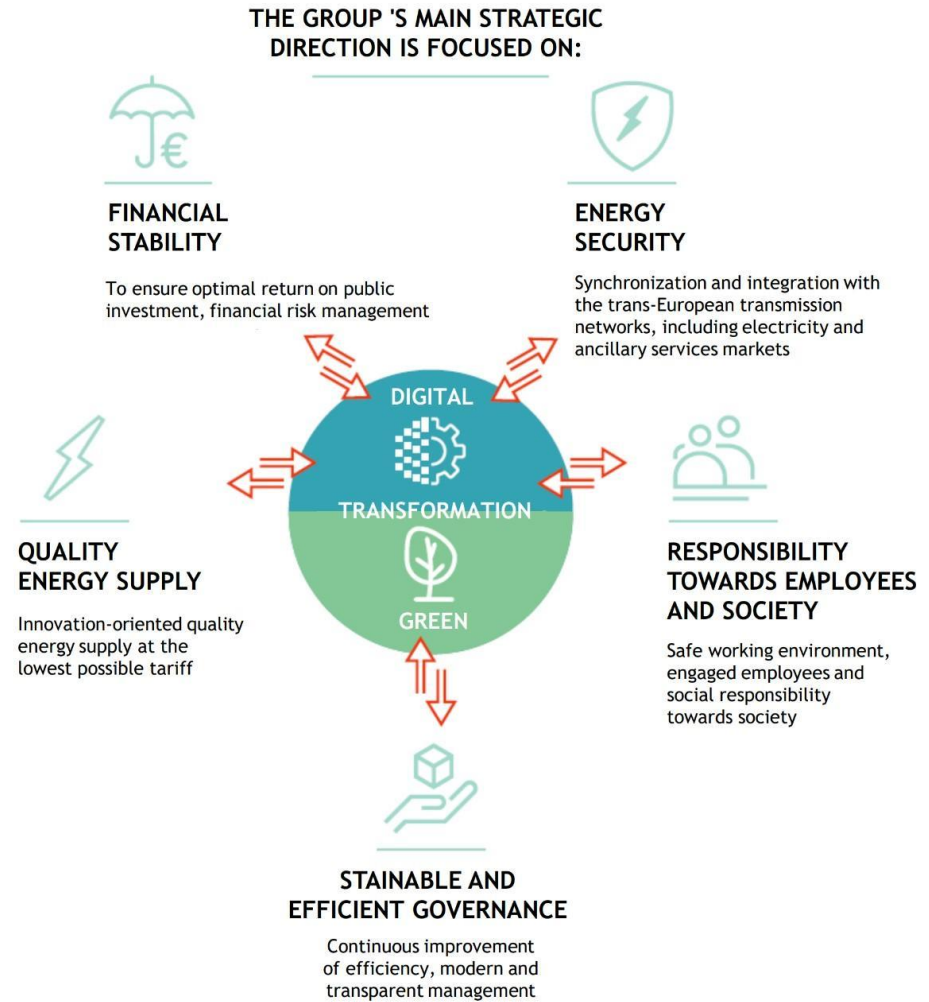 THE GROUP 'S MAIN STRATEGIC
DIRECTION IS FOCUSED ON:
FINANCIAL
STABILITY
To ensure optimal return on public
investment, financial risk management
ENERGY
SECURITY
Synchronization and integration with
the trans-European transmission
networks, including electricity and
ancillary services markets
DIGITAL
TRANSFORMATION
GREEN
QUALITY
ENERGY SUPPLY
Innovation-oriented quality
energy supply at the
lowest possible tariff
RESPONSIBILITY
TOWARDS EMPLOYEES
AND SOCIETY
Safe working environment,
engaged employees and
social responsibility
towards society
STAINABLE AND
EFFICIENT GOVERNANCE
Continuous improvement
of efficiency, modern and
transparent management